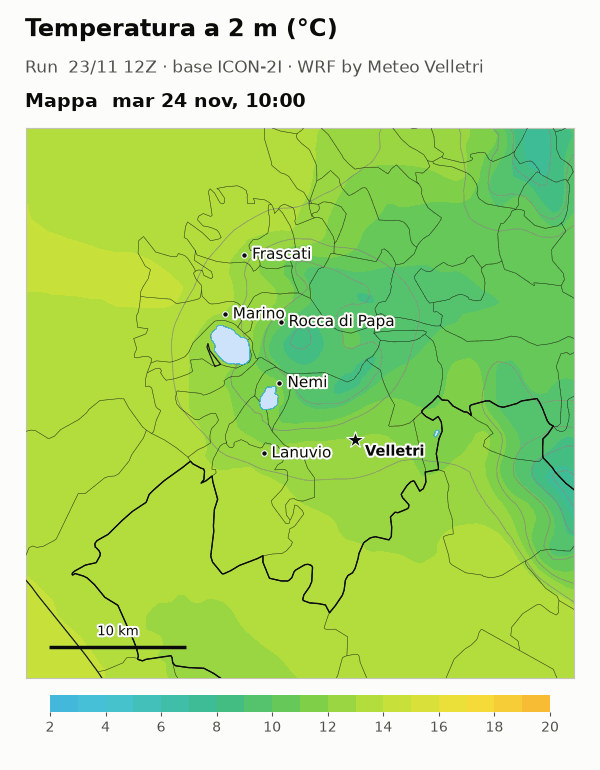 Temperatura a 2 m (°C)
Run  23/11 12Z · base ICON-2I · WRF by Meteo Velletri
Mappa  mar 24 nov, 10:00
Frascati
Marino
Rocca di Papa
Nemi
Velletri
Lanuvio
10 km
2 4 6 8 10 12 14 16 18 20